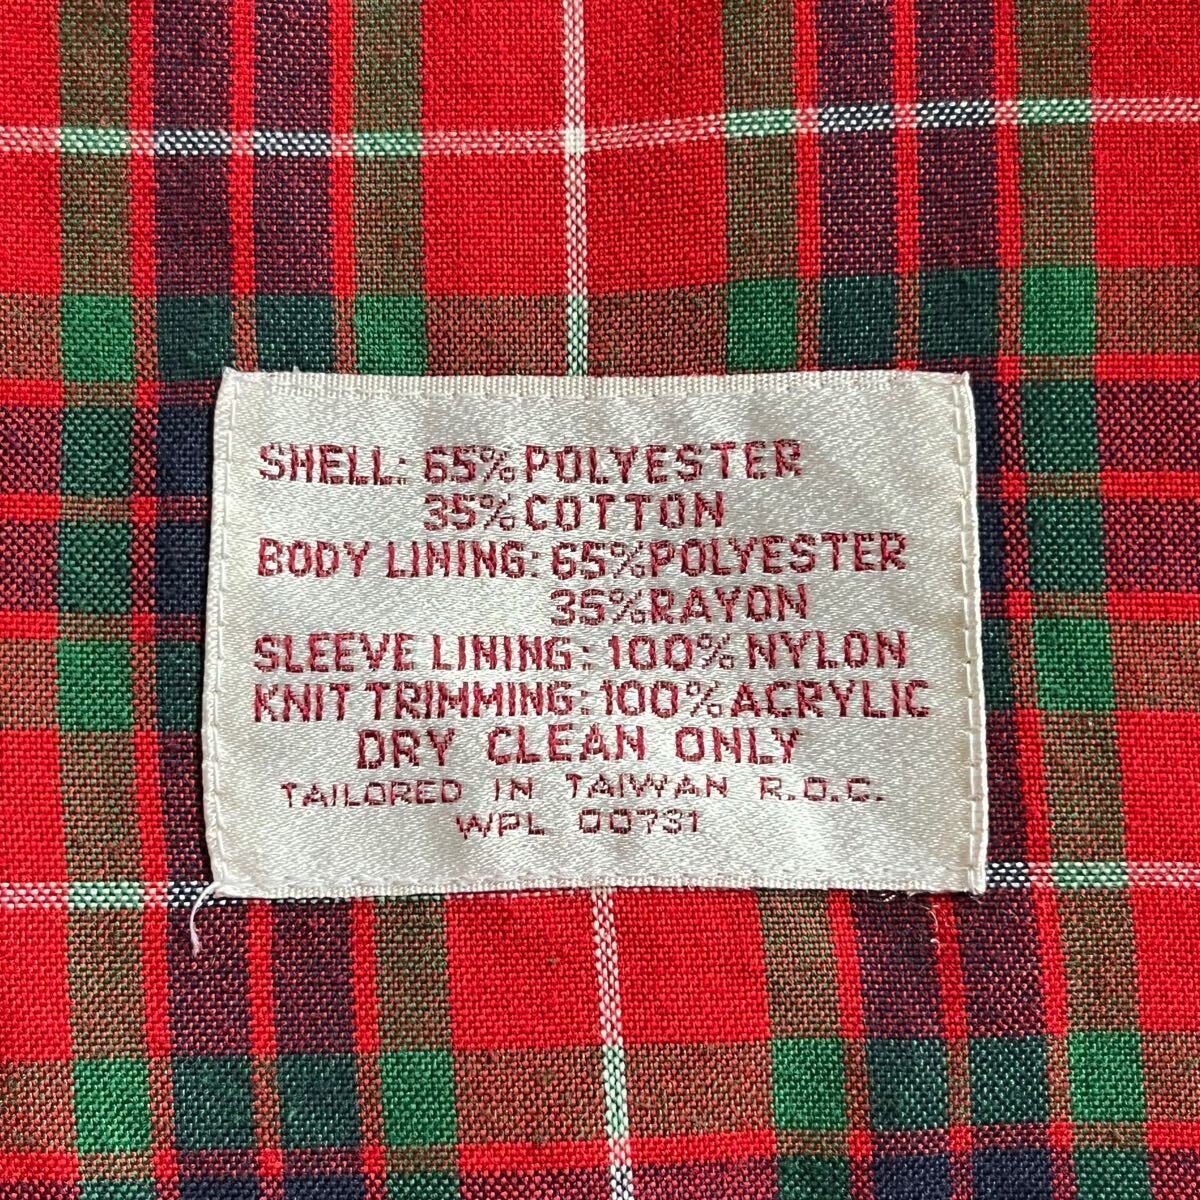 SHELL: 65% POLYESTER
35% COTTON
BODY LINING: 65% POLYESTER
35% RAYON
SLEEVE LINING: 100% NYLON
KNIT TRIMMING: 100% ACRYLIC
DRY CLEAN ONLY
TAILORED IN TAIWAN R.O.C.
WPL 00731